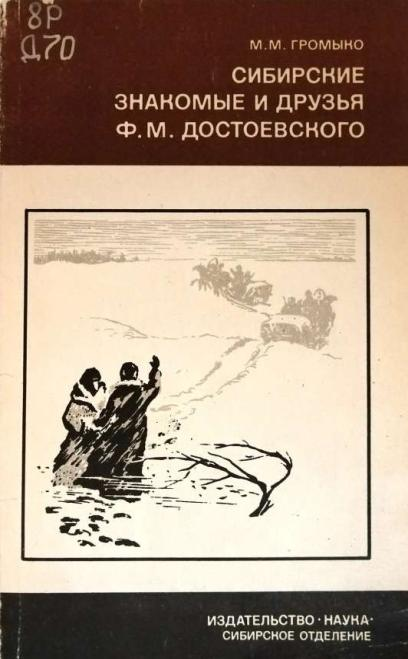 8Р
Д70
М.М. ГРОМЫКО
СИБИРСКИЕ
ЗНАКОМЫЕ И ДРУЗЬЯ
Ф.М. ДОСТОЕВСКОГО
ИЗДАТЕЛЬСТВО·НАУКА·
СИБИРСКОЕ ОТДЕЛЕНИЕ